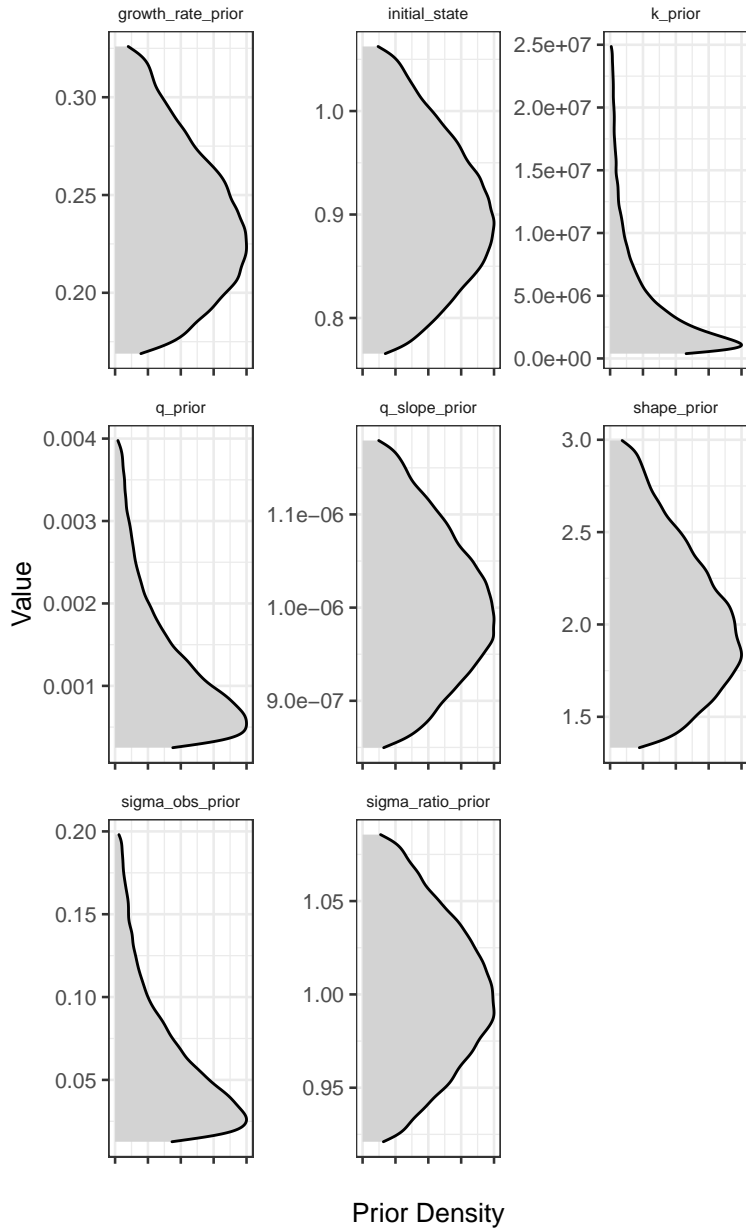 growth_rate_prior
initial_state
k_prior
0.30
0.25
0.20
1.0
0.9
0.8
2.5e+07
2.0e+07
1.5e+07
1.0e+07
5.0e+06
0.0e+00
q_prior
q_slope_prior
shape_prior
0.004
0.003
0.002
0.001
1.1e−06
1.0e−06
9.0e−07
3.0
2.5
2.0
1.5
sigma_obs_prior
sigma_ratio_prior
0.20
0.15
0.10
0.05
1.05
1.00
0.95
Value
Prior Density